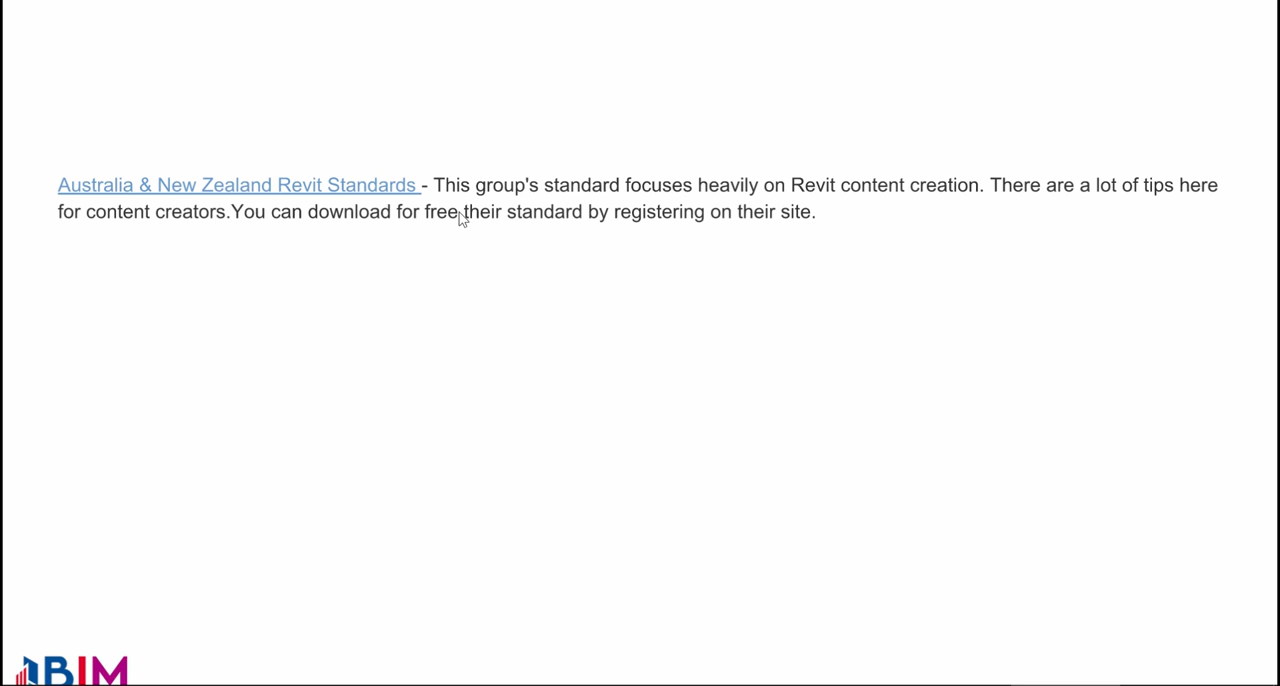 Australia & New Zealand Revit Standards - This group's standard focuses heavily on Revit content creation. There are a lot of tips here
for content creators.You can download for free their standard by registering on their site.
BIM